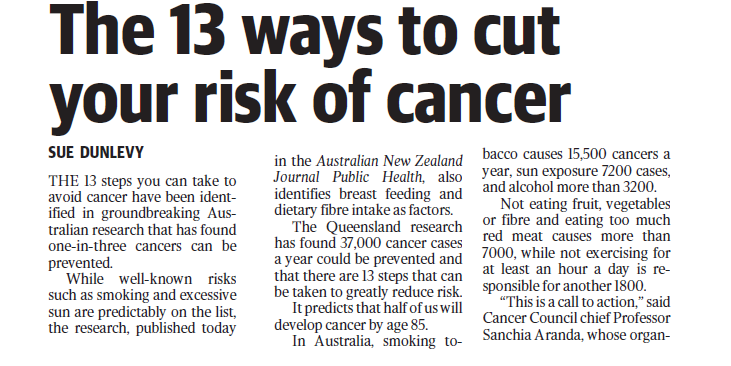 The 13 ways to cut
your risk of cancer
SUE DUNLEVY
THE 13 steps you can take to
avoid cancer have been ident-
ified in groundbreaking Aus-
tralian research that has found
one-in-three cancers can be
prevented.
While well-known risks
such as smoking and excessive
sun are predictably on the list,
the research, published today
in the Australian New Zealand
Journal Public Health, also
identifies breast feeding and
dietary fibre intake as factors.
The Queensland research
has found 37,000 cancer cases
a year could be prevented and
that there are 13 steps that can
be taken to greatly reduce risk.
It predicts that half of us will
develop cancer by age 85.
In Australia, smoking to-
bacco causes 15,500 cancers a
year, sun exposure 7200 cases,
and alcohol more than 3200.
Not eating fruit, vegetables
or fibre and eating too much
red meat causes more than
7000, while not exercising for
at least an hour a day is re-
sponsible for another 1800.
“This is a call to action,” said
Cancer Council chief Professor
Sanchia Aranda, whose organ-